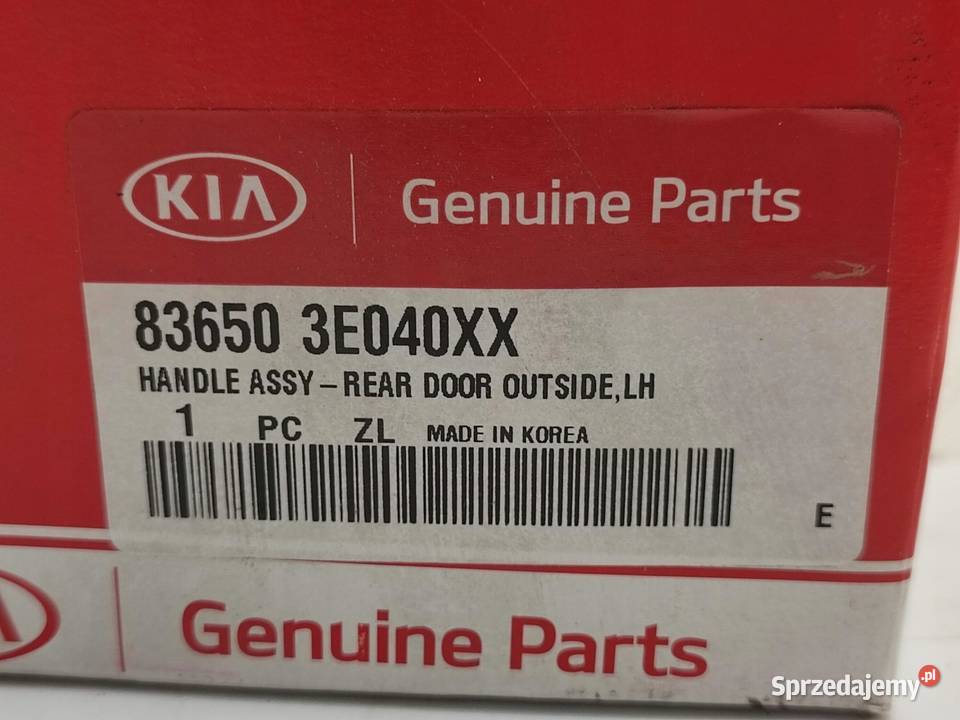 KIA Genuine Parts
83650 3E040XX
HANDLE ASSY-REAR DOOR OUTSIDE,LH
1 PC ZL MADE IN KOREA
E
Genuine Parts
Sprzedajemy.pl